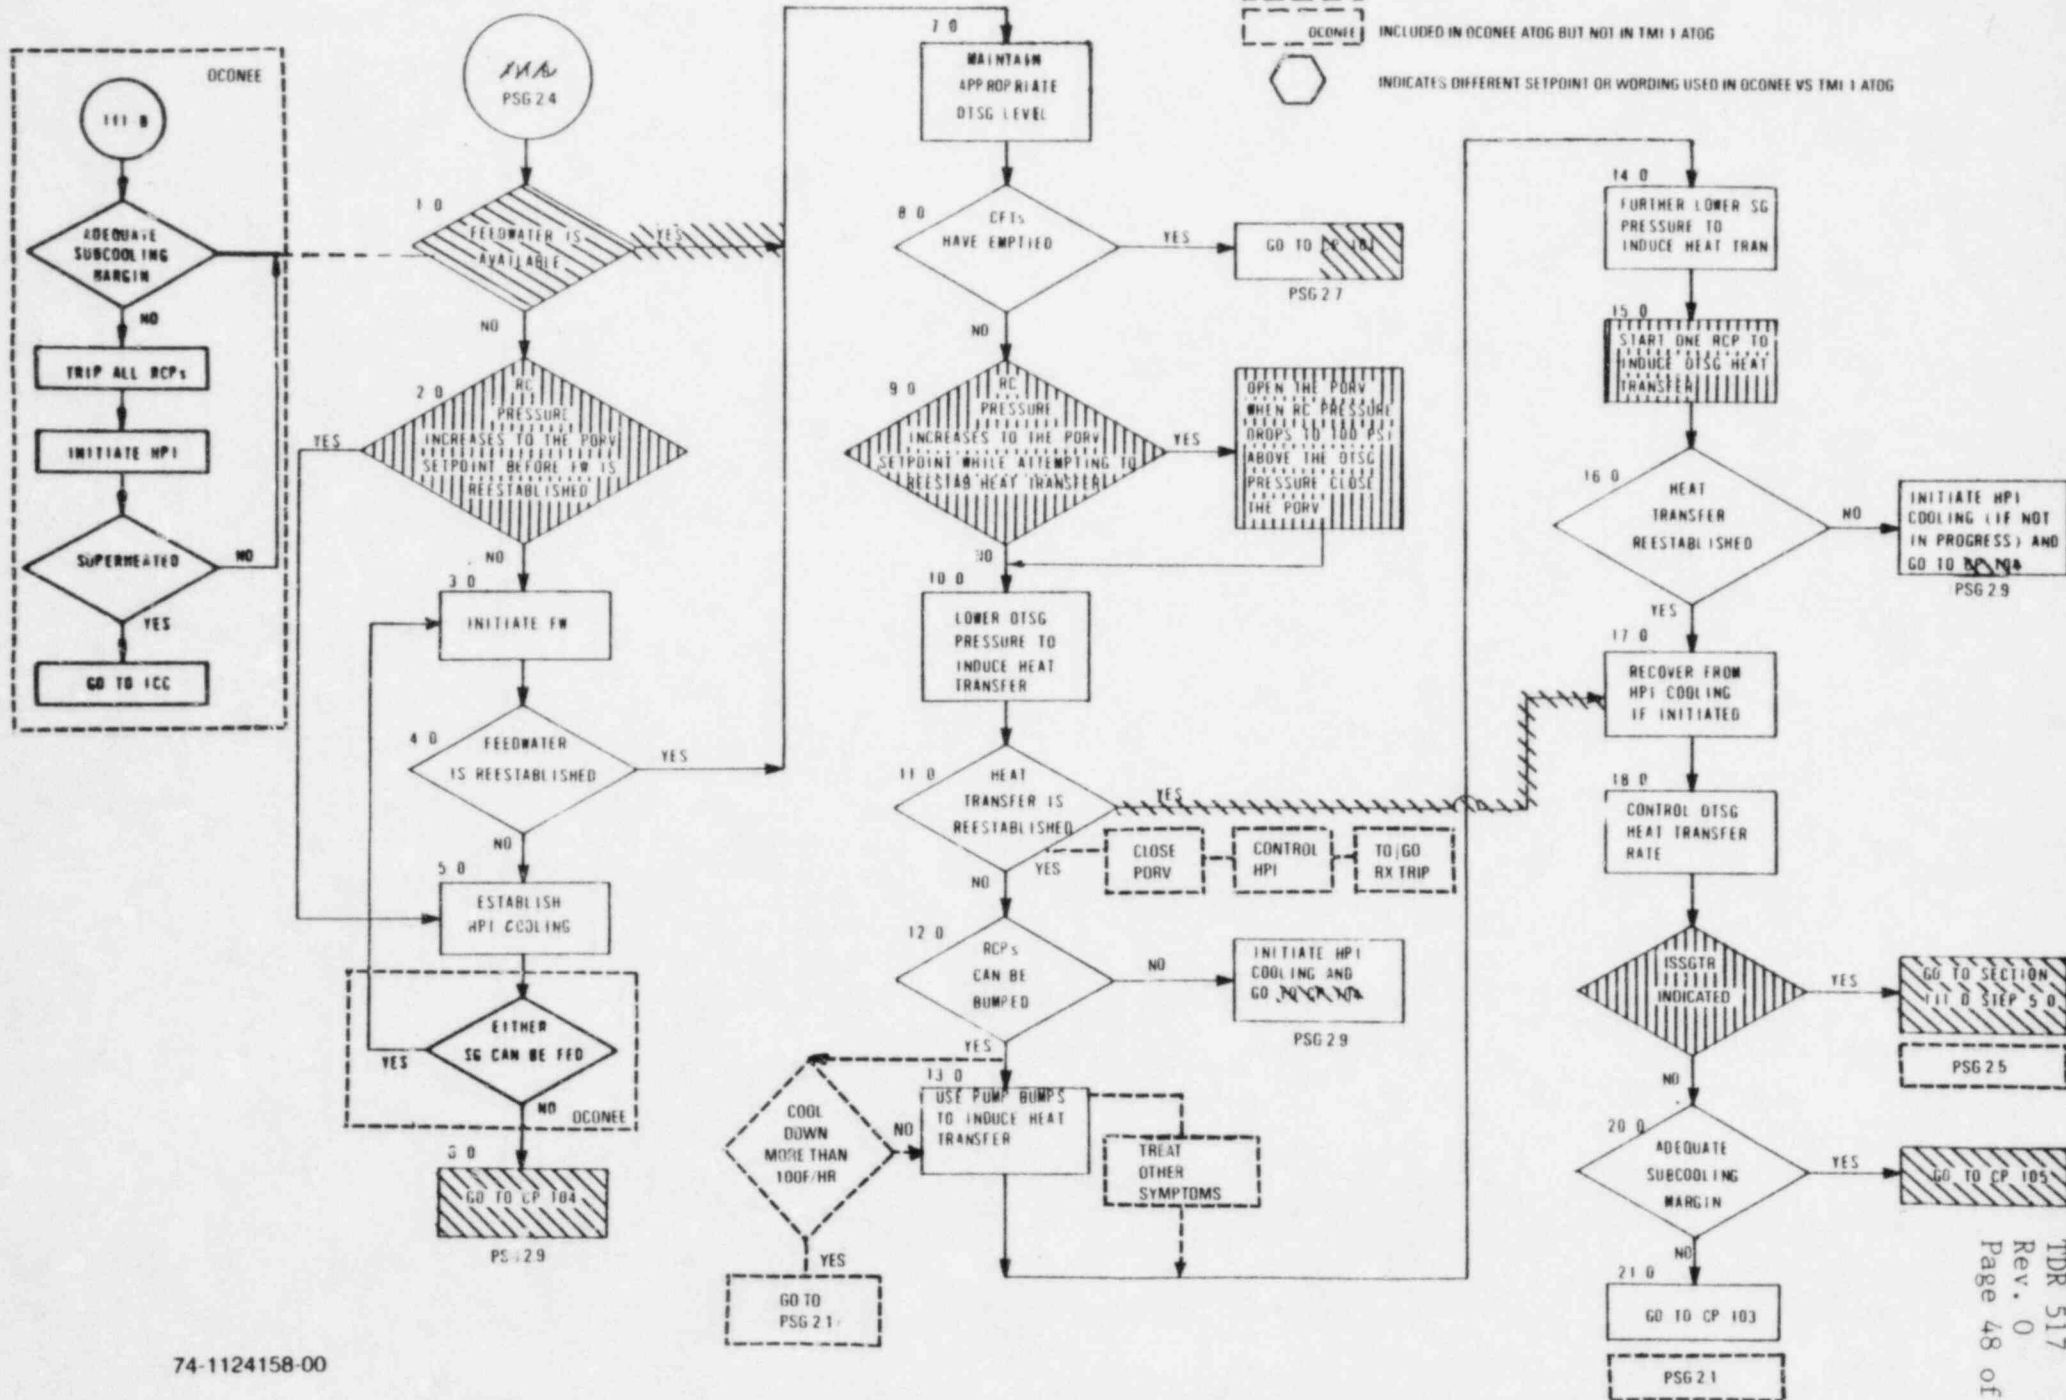 OCONEE
INCLUDED IN OCONEE ATOG BUT NOT IN TMI 1 ATOG
INDICATES DIFFERENT SETPOINT OR WORDING USED IN OCONEE VS TMI 1 ATOG
OCONEE
111 B
ADEQUATE
SUBCOOLING
MARGIN
NO
TRIP ALL RCPs
INITIATE HPI
SUPERHEATED
NO
YES
GO TO ICC
PSG 2.4
1 0
FEEDWATER IS
AVAILABLE
YES
NO
2 0
RC
PRESSURE
INCREASES TO THE PORV
SETPOINT BEFORE FW IS
REESTABLISHED
YES
NO
3 0
INITIATE FW
4 0
FEEDWATER
IS REESTABLISHED
YES
NO
5 0
ESTABLISH
HPI COOLING
EITHER
SG CAN BE FED
YES
NO
OCONEE
GO TO CP 104
2.9
7 0
MAINTAIN
APPROPRIATE
OTSG LEVEL
8 0
CFTs
HAVE EMPTIED
YES
GO TO CP 101
PSG 2 7
NO
9 0
RC
PRESSURE
INCREASES TO THE PORV
SETPOINT WHILE ATTEMPTING TO
REESTAB HEAT TRANSFER
YES
OPEN THE PORV
WHEN RC PRESSURE
DROPS TO 100 PSI
ABOVE THE OTSG
PRESSURE CLOSE
THE PORV
NO
10 0
LOWER OTSG
PRESSURE TO
INDUCE HEAT
TRANSFER
11 0
HEAT
TRANSFER IS
REESTABLISHED
YES
YES
CLOSE
PORV
CONTROL
HPI
TO|GO
RX TRIP
NO
12 0
RCPs
CAN BE
BUMPED
NO
INITIATE HPI
COOLING AND
GO TO CP 104
PSG 2.9
YES
COOL
DOWN
MORE THAN
100F/HR
NO
YES
GO TO
PSG 2.1
13 0
USE PUMP BUMPS
TO INDUCE HEAT
TRANSFER
TREAT
OTHER
SYMPTOMS
14 0
FURTHER LOWER SG
PRESSURE TO
INDUCE HEAT TRAN
15 0
START ONE RCP TO
INDUCE OTSG HEAT
TRANSFER
16 0
HEAT
TRANSFER
REESTABLISHED
NO
INITIATE HPI
COOLING (IF NOT
IN PROGRESS) AND
GO TO CP 104
PSG 2.9
YES
17 0
RECOVER FROM
HPI COOLING
IF INITIATED
18 0
CONTROL OTSG
HEAT TRANSFER
RATE
ISSGTR
INDICATED
YES
GO TO SECTION
III D STEP 5 0
PSG 2.5
NO
20 0
ADEQUATE
SUBCOOLING
MARGIN
YES
GO TO CP 105
NO
21 0
GO TO CP 103
PSG 2.1
TDR 517
Rev. 0
Page 48 of
74-1124158-00